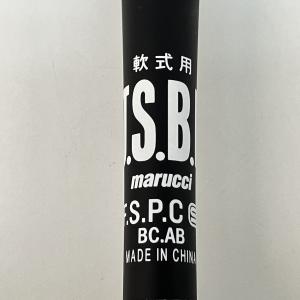 軟式用
J.S.B.B
marucci
F.S.P.C
BC.AB
MADE IN CHINA